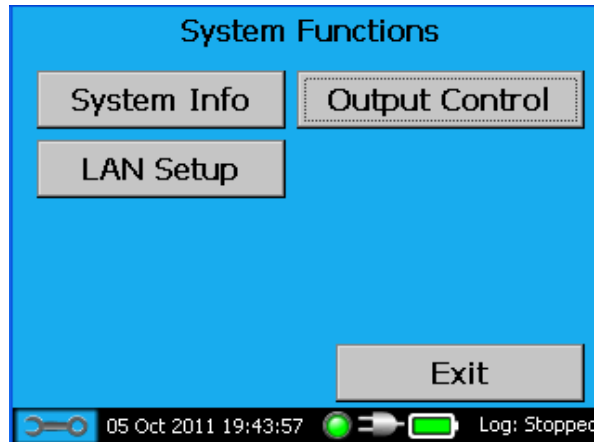 System Functions
System Info
Output Control
LAN Setup
Exit
05 Oct 2011 19:43:57
Log: Stopped